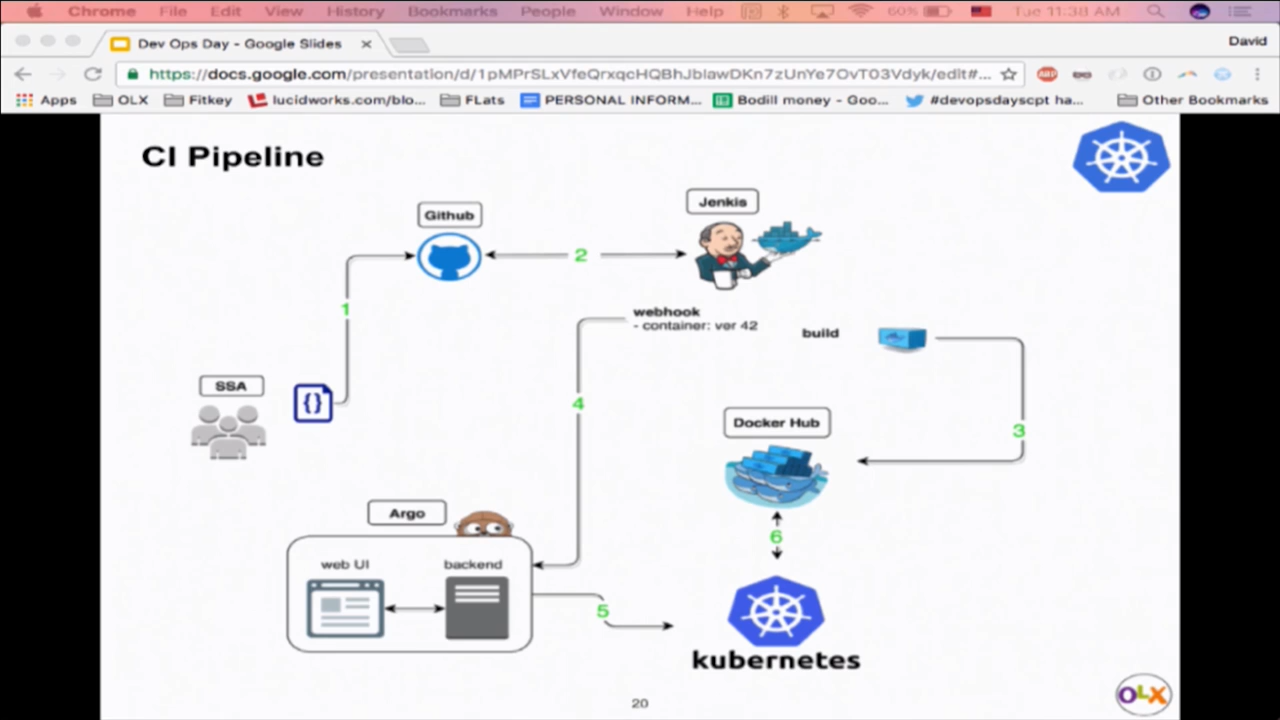 Chrome File Edit View History Bookmarks People Window Help 60% Tue 11:38 AM
Dev Ops Day - Google Slides
David
https://docs.google.com/presentation/d/1pMPrSLxVfeQrxqcHQBhJblawDKn7zUnYe7OvT03Vdyk/edit#...
ABP
Apps OLX Fitkey lucidworks.com/blo... FLats PERSONAL INFORM... Bodill money - Goo... #devopsdayscpt ha... Other Bookmarks
CI Pipeline
Github
Jenkis
2
1
webhook
- container: ver 42
build
SSA
{}
4
Docker Hub
3
Argo
6
web UI
backend
5
kubernetes
20
OLX